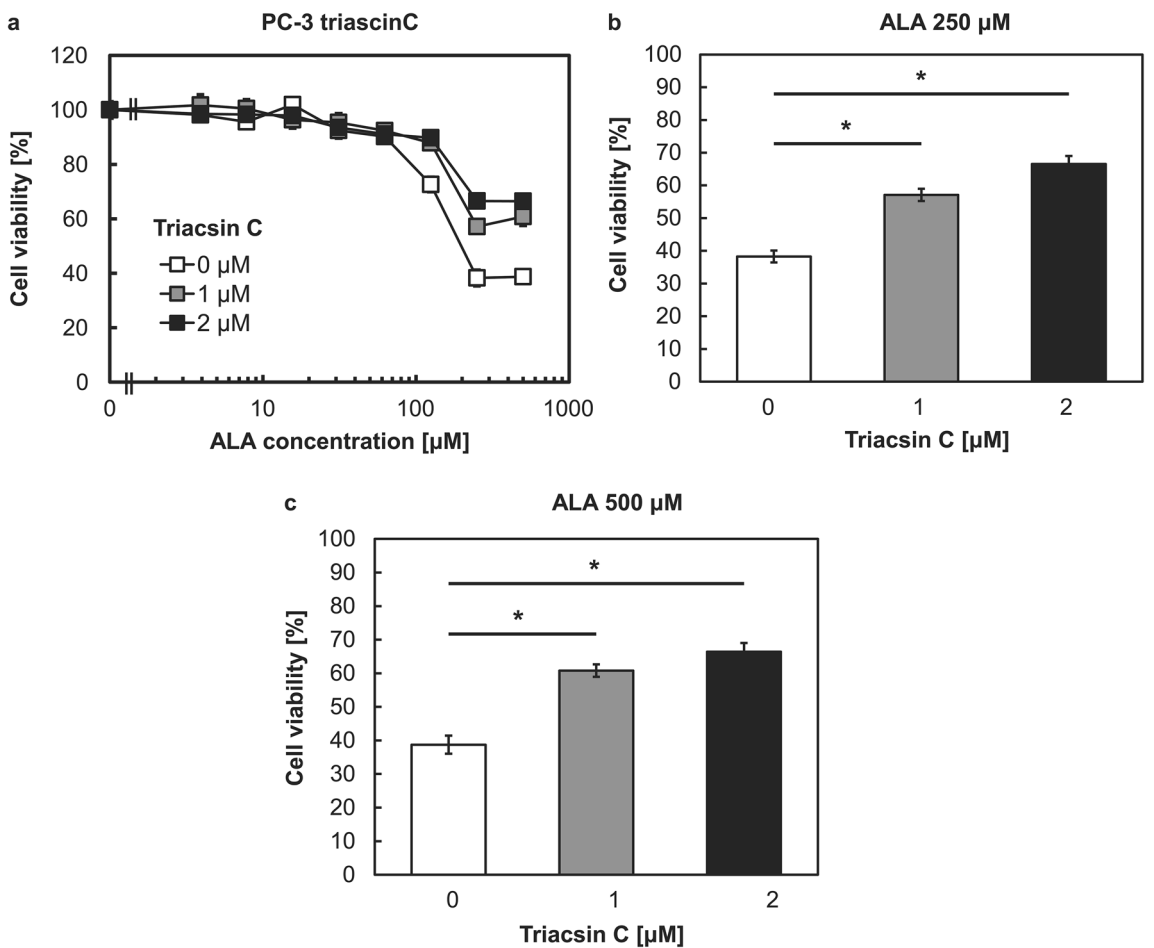 a
PC-3 triascinC
120
100
80
60
40
20
0
Cell viability [%]
Triacsin C
0 µM
1 µM
2 µM
0 10 100 1000
ALA concentration [µM]
b
ALA 250 µM
100
90
80
70
60
50
40
30
20
10
0
Cell viability [%]
*
*
0 1 2
Triacsin C [µM]
c
ALA 500 µM
100
90
80
70
60
50
40
30
20
10
0
Cell viability [%]
*
*
0 1 2
Triacsin C [µM]